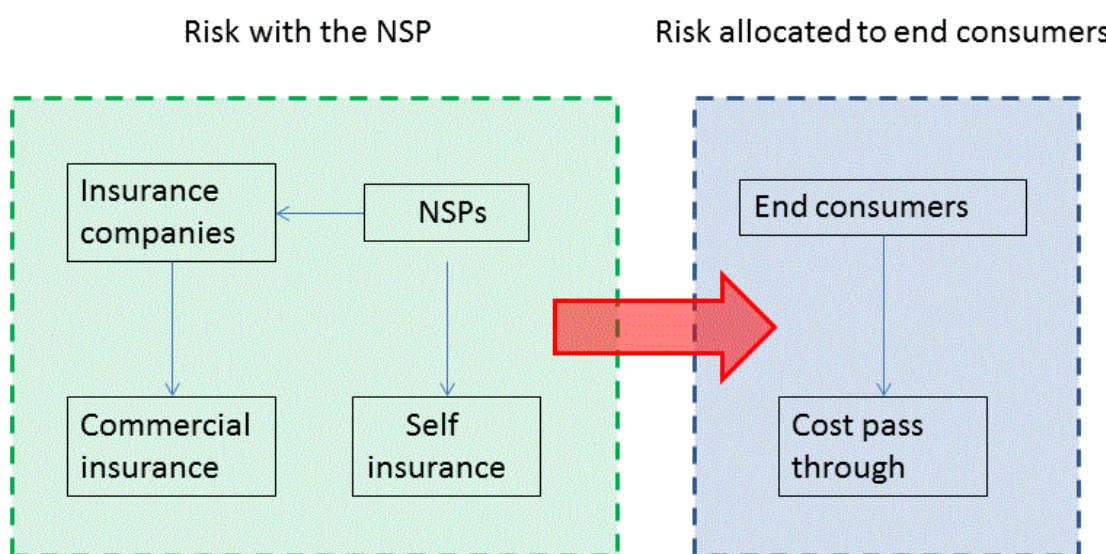 Risk with the NSP
Risk allocated to end consumers
Insurance
companies
NSPs
End consumers
Commercial
insurance
Self
insurance
Cost pass
through